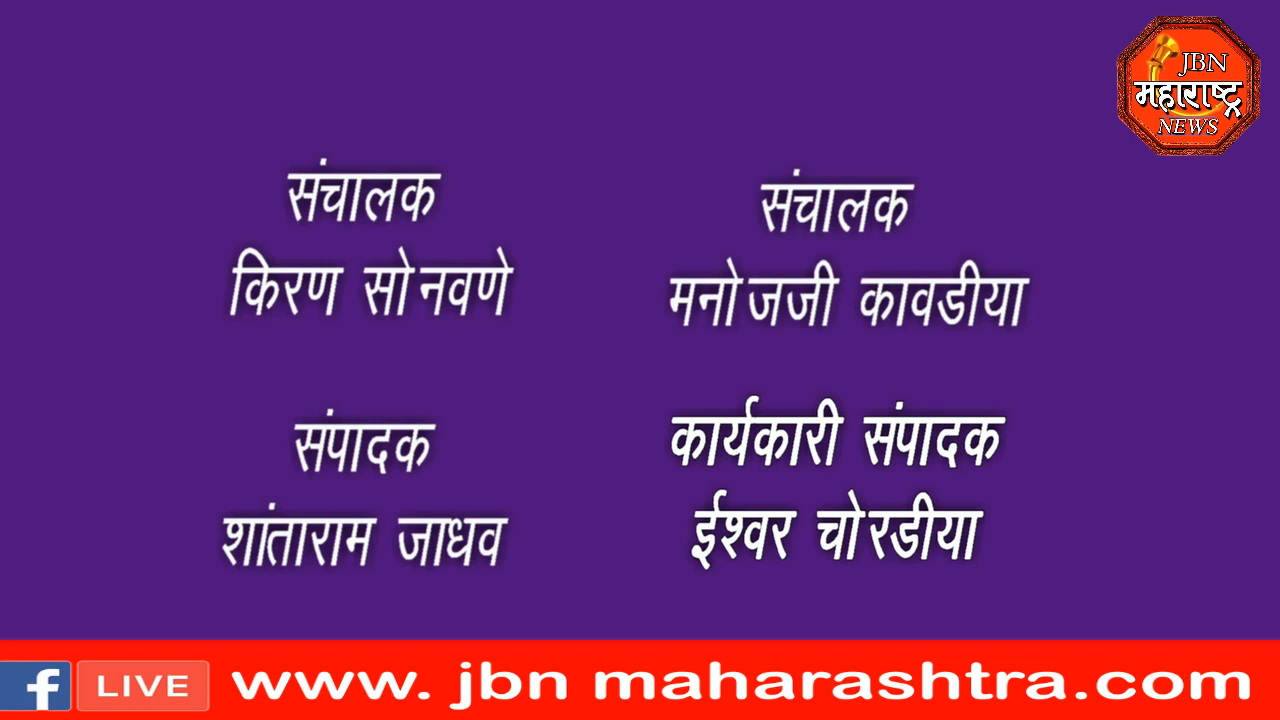 JBN
महाराष्ट्र
NEWS
संचालक
किरण सोनवणे
संचालक
मनोजजी कावडीया
संपादक
शांताराम जाधव
कार्यकारी संपादक
ईश्वर चोरडीया
f LIVE www. jbn maharashtra.com